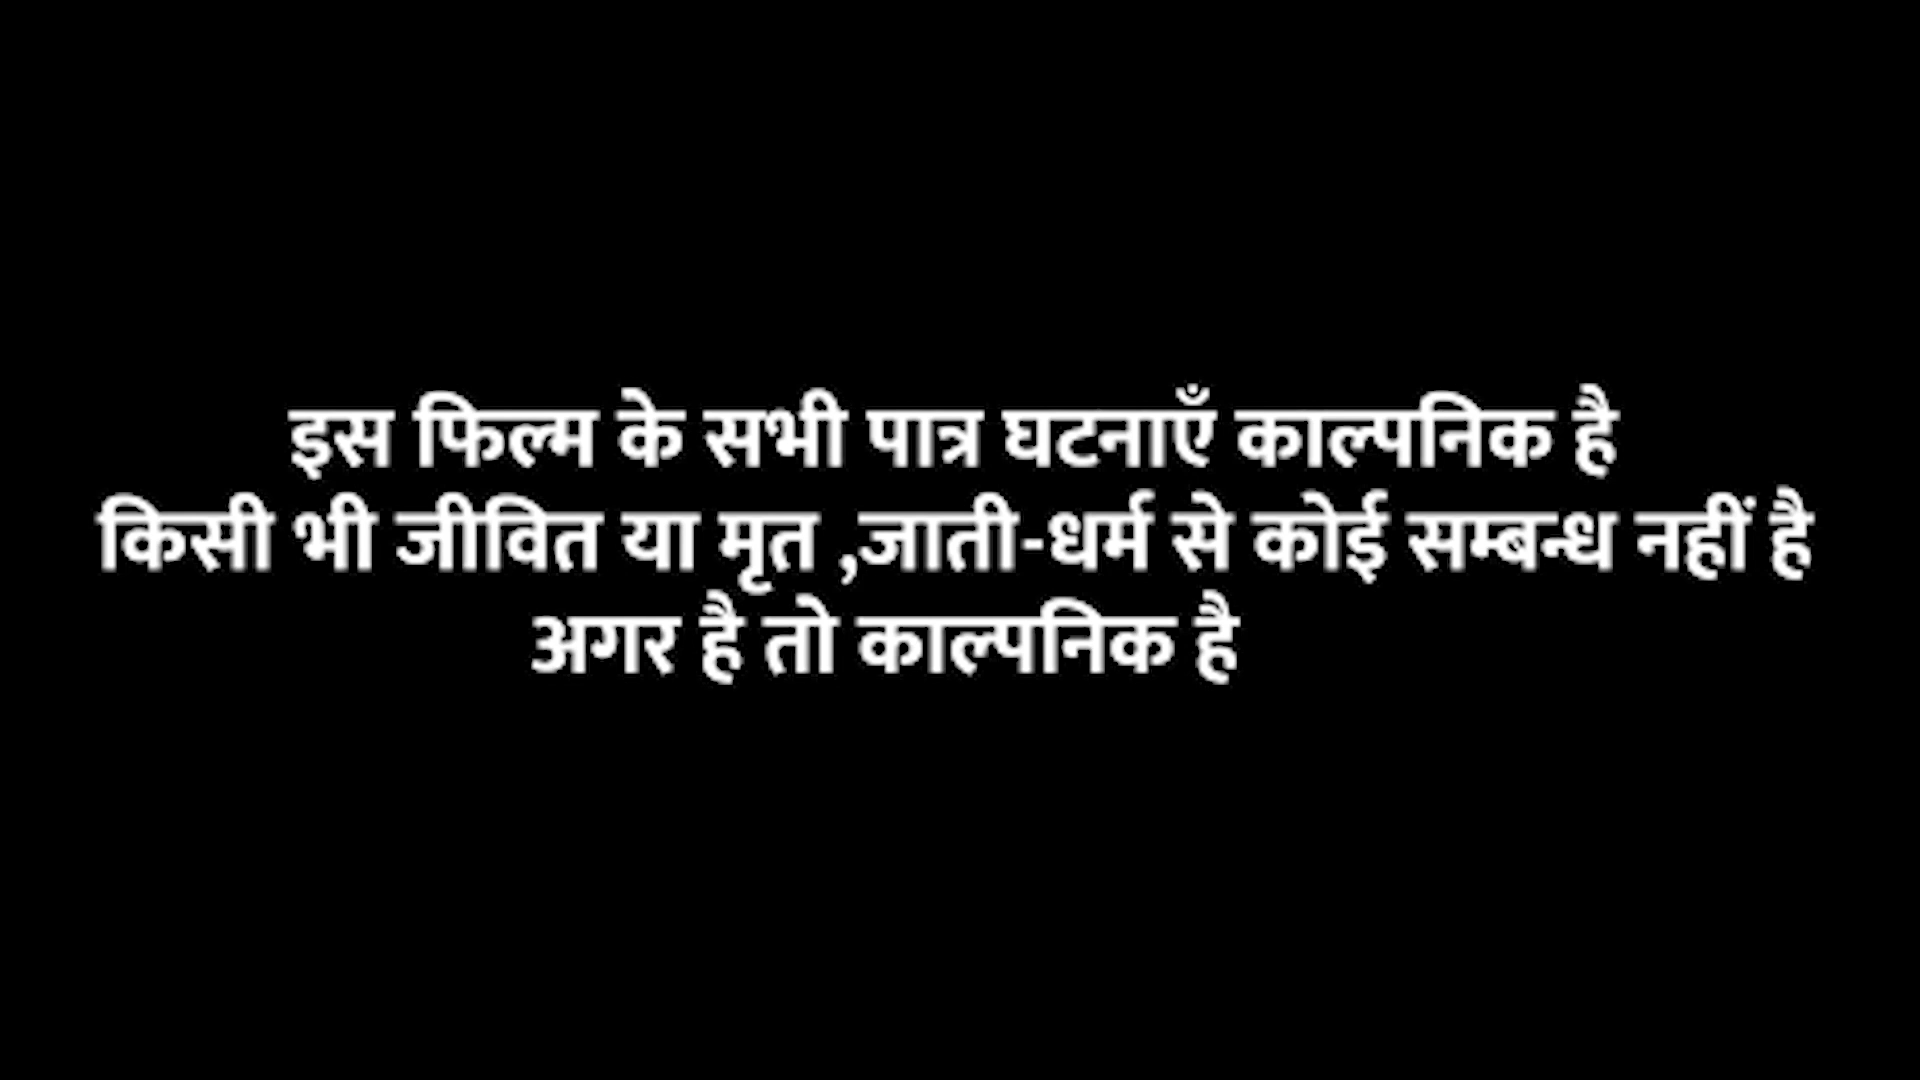 इस फिल्म के सभी पात्र घटनाएँ काल्पनिक है
किसी भी जीवित या मृत ,जाती-धर्म से कोई सम्बन्ध नहीं है
अगर है तो काल्पनिक है